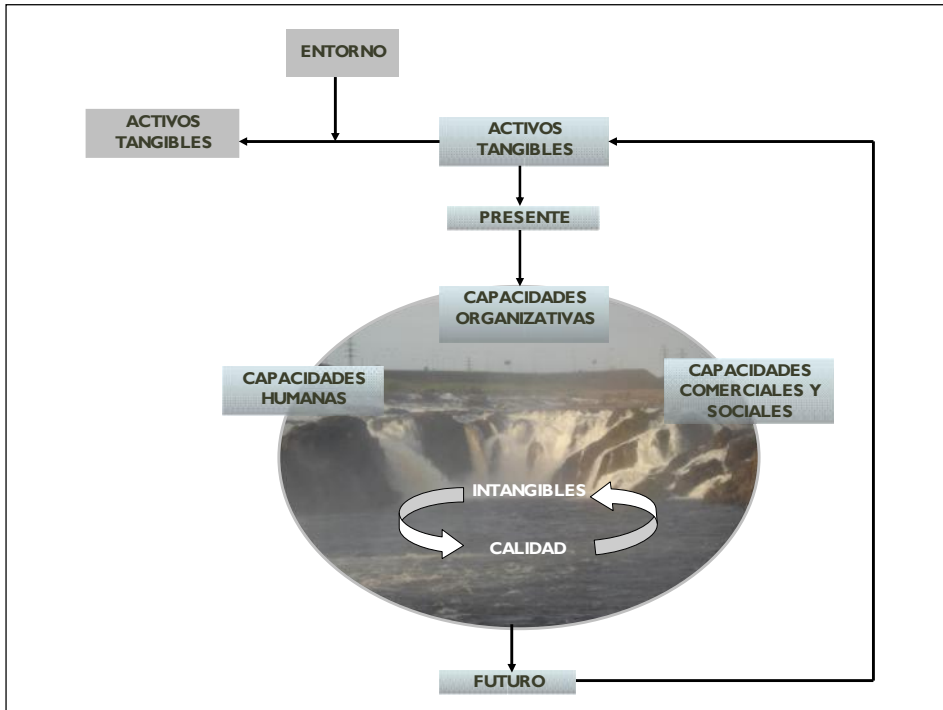 ENTORNO
ACTIVOS
TANGIBLES
ACTIVOS
TANGIBLES
PRESENTE
CAPACIDADES
ORGANIZATIVAS
CAPACIDADES
HUMANAS
CAPACIDADES
COMERCIALES Y
SOCIALES
INTANGIBLES
CALIDAD
FUTURO